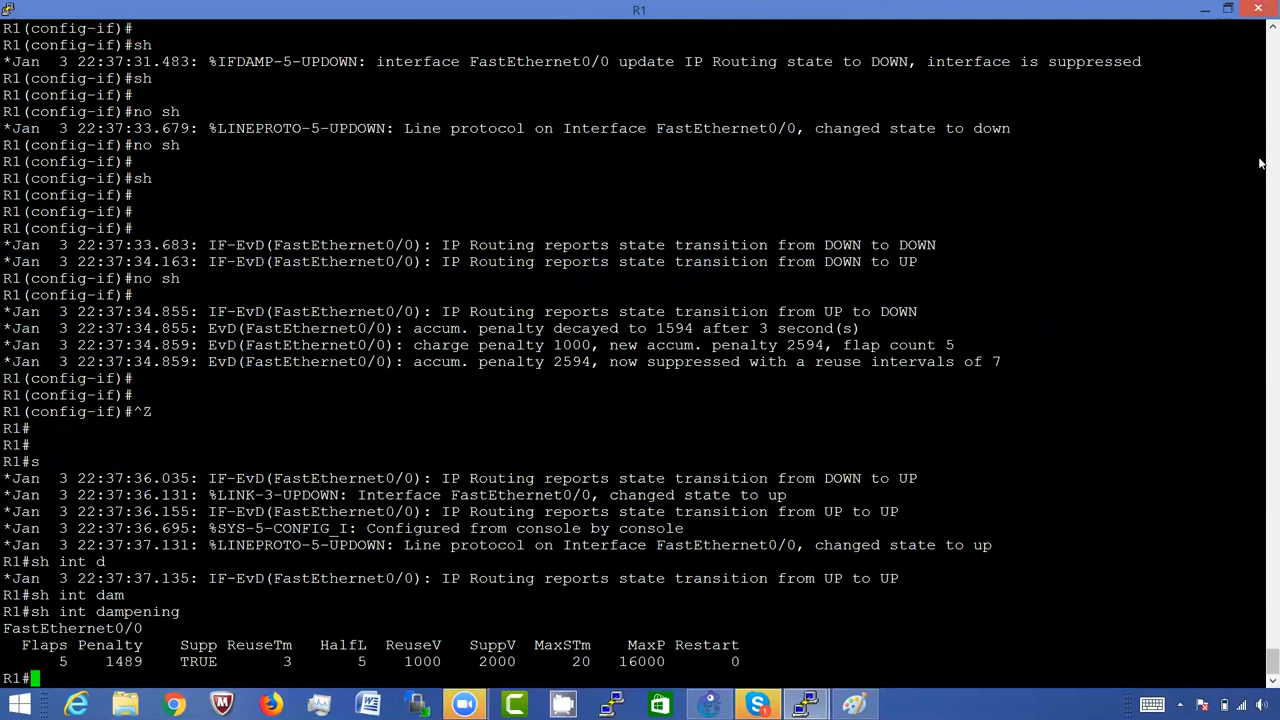 R1
R1(config-if)#
R1(config-if)#sh
*Jan  3 22:37:31.483: %IFDAMP-5-UPDOWN: interface FastEthernet0/0 update IP Routing state to DOWN, interface is suppressed
R1(config-if)#sh
R1(config-if)#
R1(config-if)#no sh
*Jan  3 22:37:33.679: %LINEPROTO-5-UPDOWN: Line protocol on Interface FastEthernet0/0, changed state to down
R1(config-if)#no sh
R1(config-if)#
R1(config-if)#sh
R1(config-if)#
R1(config-if)#
R1(config-if)#
*Jan  3 22:37:33.683: IF-EvD(FastEthernet0/0): IP Routing reports state transition from DOWN to DOWN
*Jan  3 22:37:34.163: IF-EvD(FastEthernet0/0): IP Routing reports state transition from DOWN to UP
R1(config-if)#no sh
R1(config-if)#
*Jan  3 22:37:34.855: IF-EvD(FastEthernet0/0): IP Routing reports state transition from UP to DOWN
*Jan  3 22:37:34.855: EvD(FastEthernet0/0): accum. penalty decayed to 1594 after 3 second(s)
*Jan  3 22:37:34.859: EvD(FastEthernet0/0): charge penalty 1000, new accum. penalty 2594, flap count 5
*Jan  3 22:37:34.859: EvD(FastEthernet0/0): accum. penalty 2594, now suppressed with a reuse intervals of 7
R1(config-if)#
R1(config-if)#
R1(config-if)#^Z
R1#
R1#
R1#s
*Jan  3 22:37:36.035: IF-EvD(FastEthernet0/0): IP Routing reports state transition from DOWN to UP
*Jan  3 22:37:36.131: %LINK-3-UPDOWN: Interface FastEthernet0/0, changed state to up
*Jan  3 22:37:36.155: IF-EvD(FastEthernet0/0): IP Routing reports state transition from UP to UP
*Jan  3 22:37:36.695: %SYS-5-CONFIG_I: Configured from console by console
*Jan  3 22:37:37.131: %LINEPROTO-5-UPDOWN: Line protocol on Interface FastEthernet0/0, changed state to up
R1#sh int d
*Jan  3 22:37:37.135: IF-EvD(FastEthernet0/0): IP Routing reports state transition from UP to UP
R1#sh int dam
R1#sh int dampening
FastEthernet0/0
Flaps Penalty    Supp ReuseTm   HalfL  ReuseV   SuppV  MaxSTm    MaxP Restart
5    1489    TRUE       3       5    1000    2000      20   16000       0
R1#